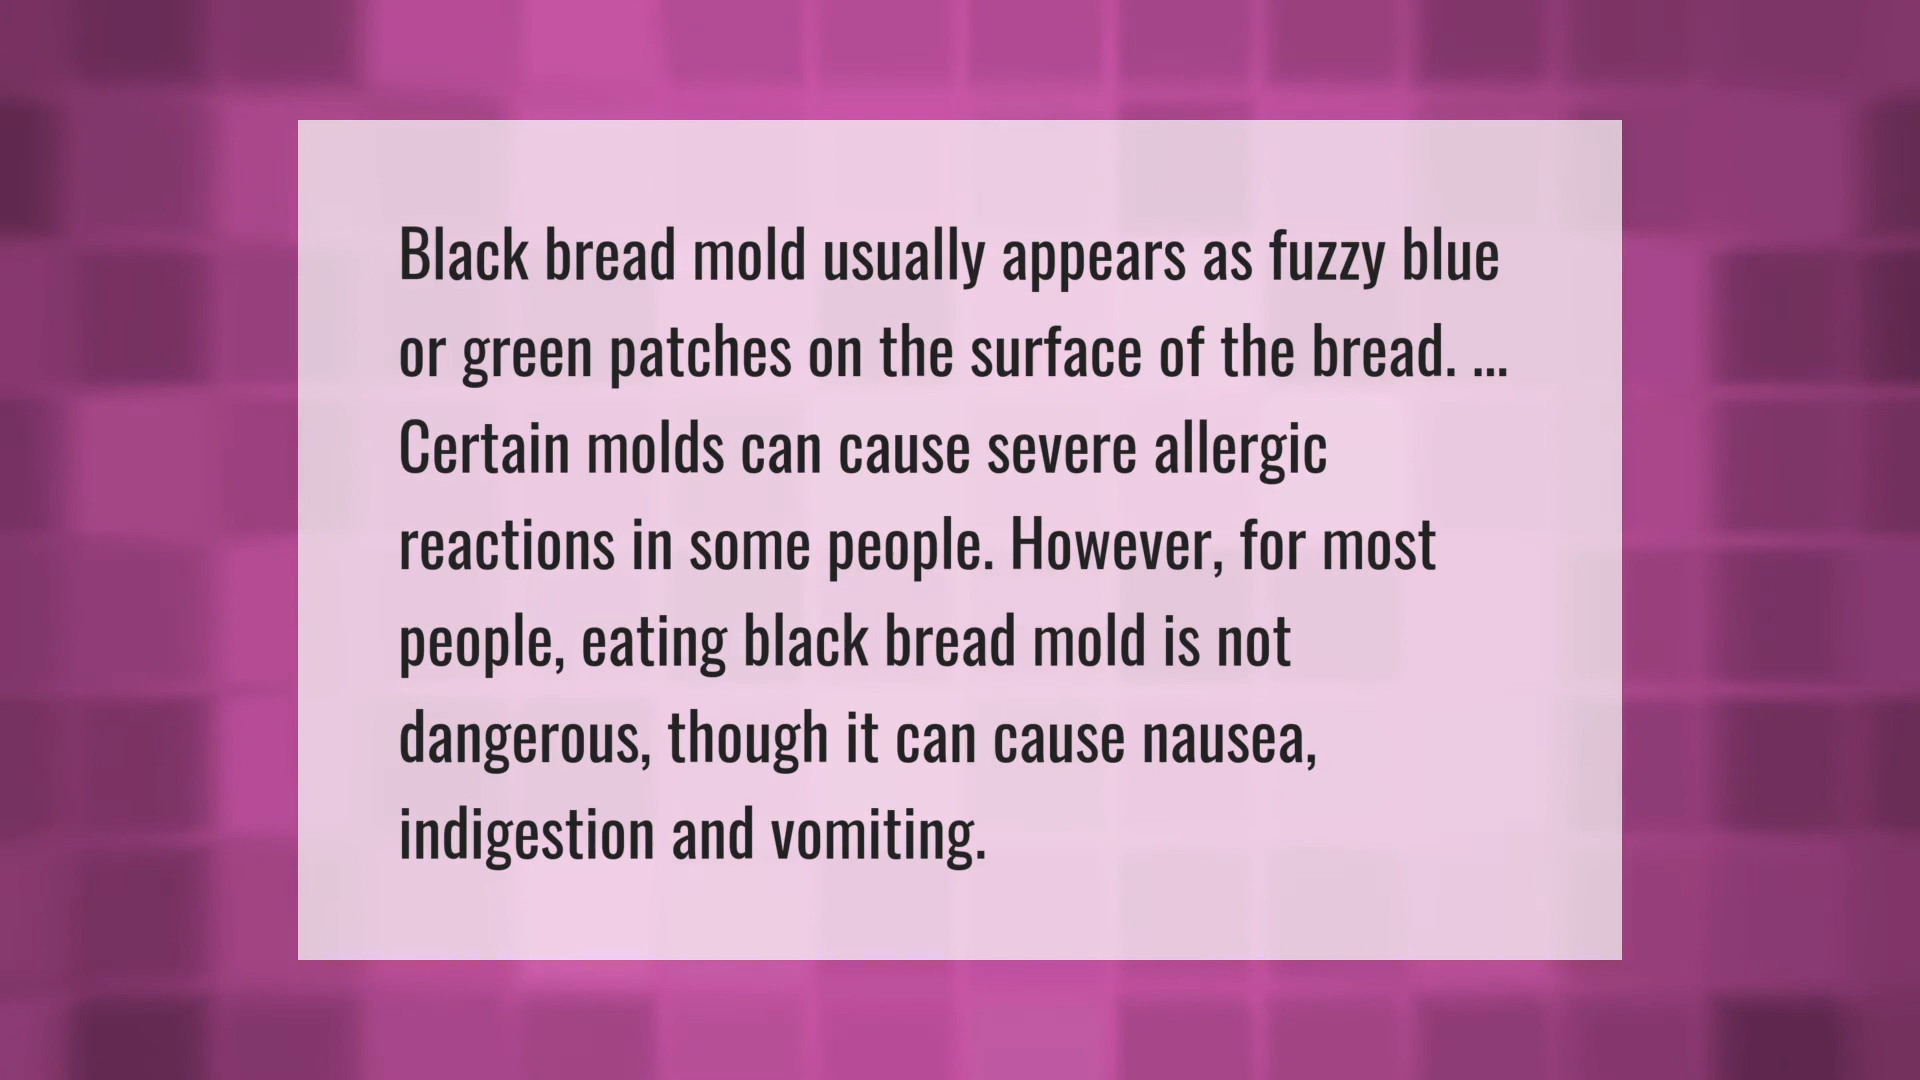 Black bread mold usually appears as fuzzy blue
or green patches on the surface of the bread. ...
Certain molds can cause severe allergic
reactions in some people. However, for most
people, eating black bread mold is not
dangerous, though it can cause nausea,
indigestion and vomiting.